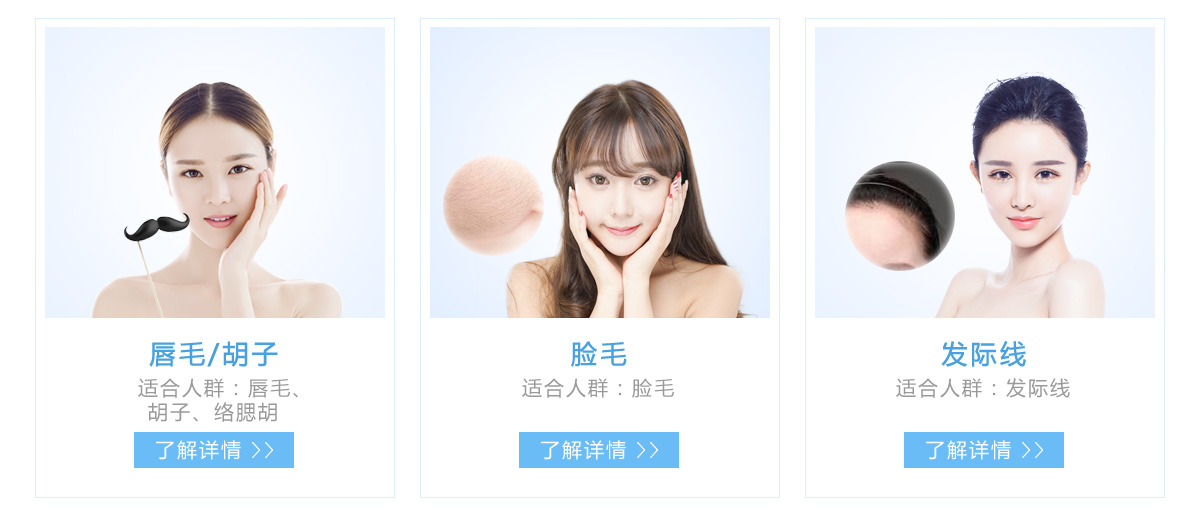 唇毛/胡子
适合人群：唇毛、
胡子、络腮胡
了解详情 >>
脸毛
适合人群：脸毛
了解详情 >>
发际线
适合人群：发际线
了解详情 >>